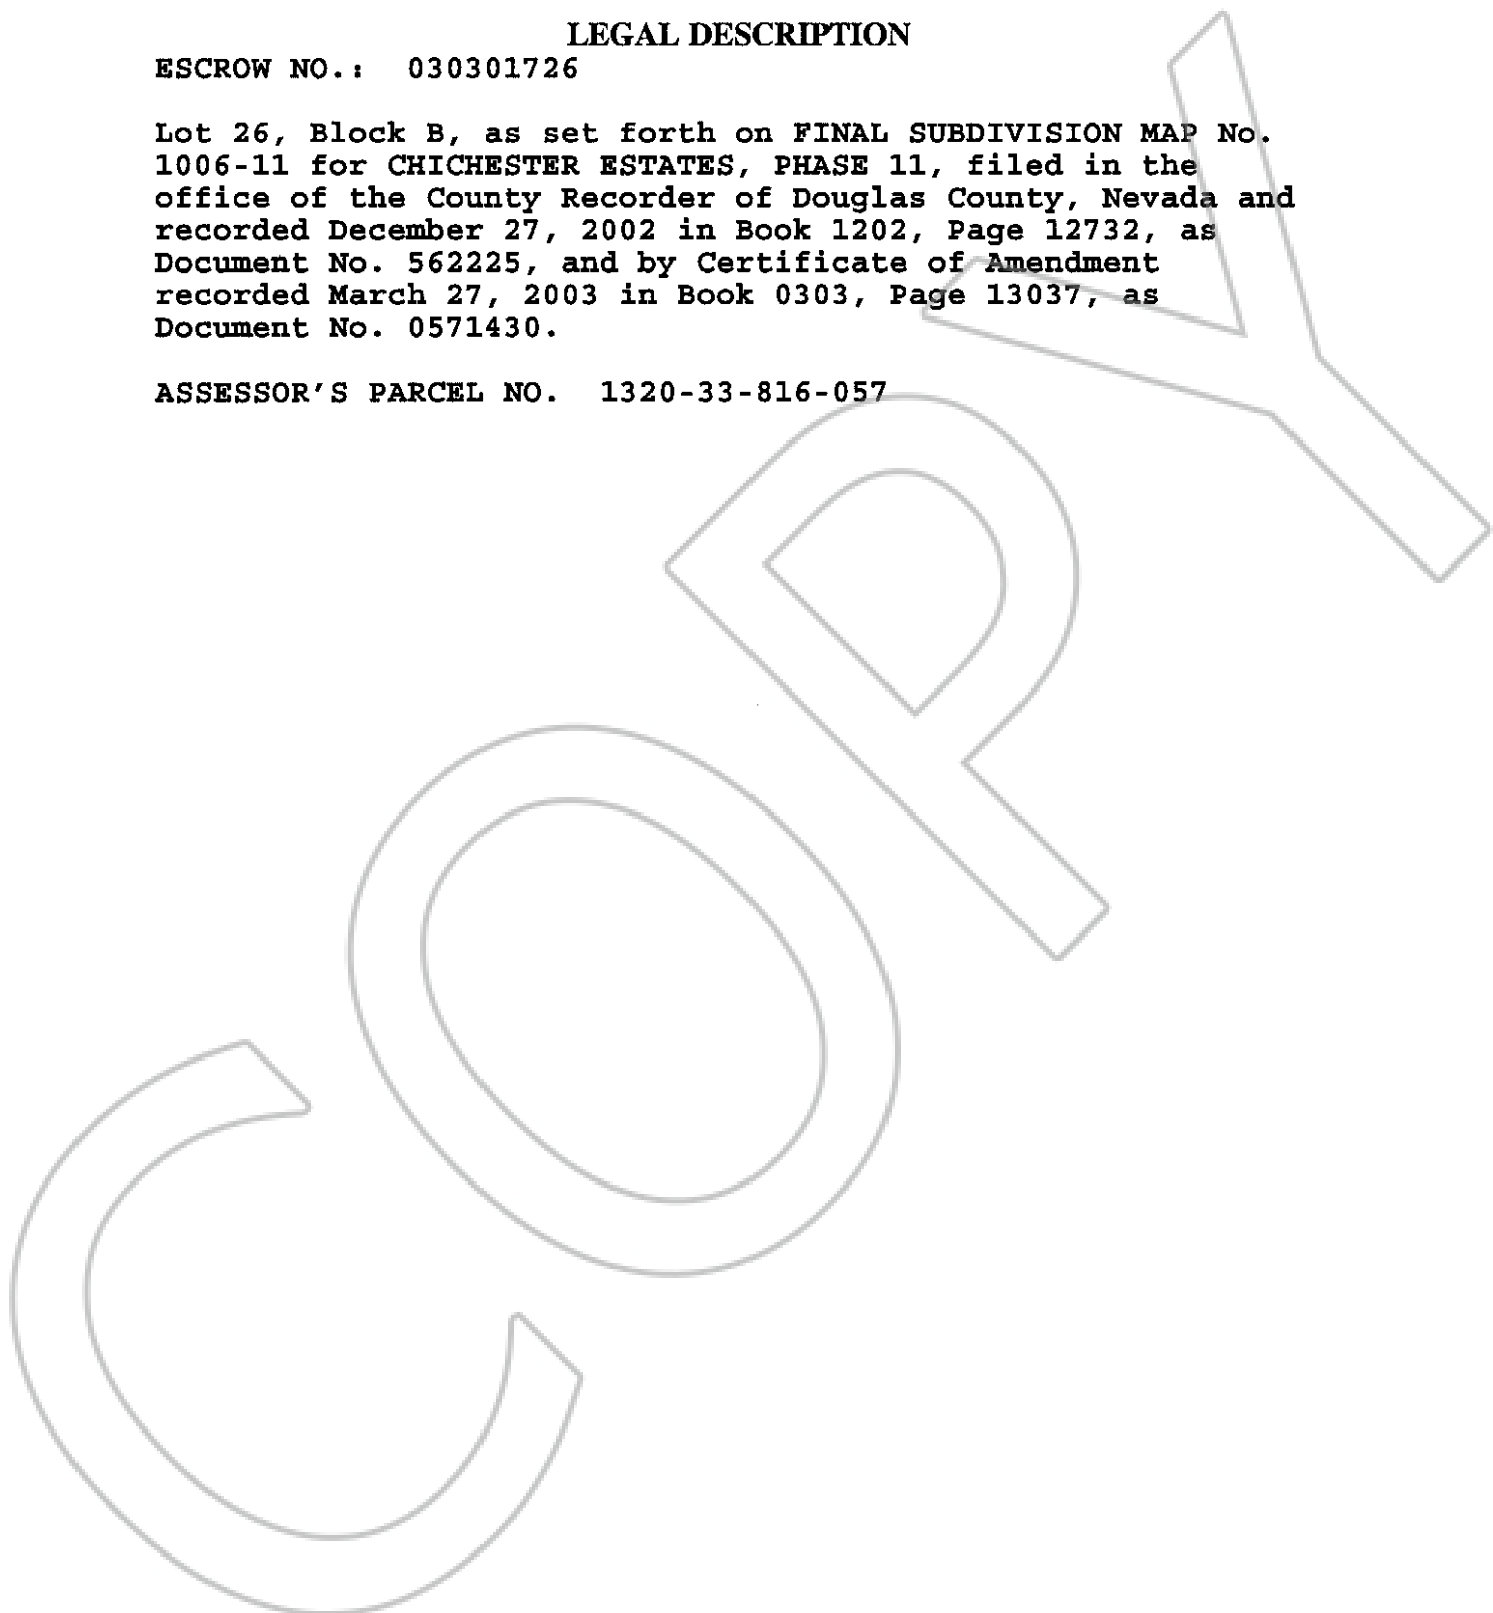 LEGAL DESCRIPTION
ESCROW NO.: 030301726
Lot 26, Block B, as set forth on FINAL SUBDIVISION MAP No.
1006-11 for CHICHESTER ESTATES, PHASE 11, filed in the
office of the County Recorder of Douglas County, Nevada and
recorded December 27, 2002 in Book 1202, Page 12732, as
Document No. 562225, and by Certificate of Amendment
recorded March 27, 2003 in Book 0303, Page 13037, as
Document No. 0571430.
ASSESSOR'S PARCEL NO. 1320-33-816-057
COPY